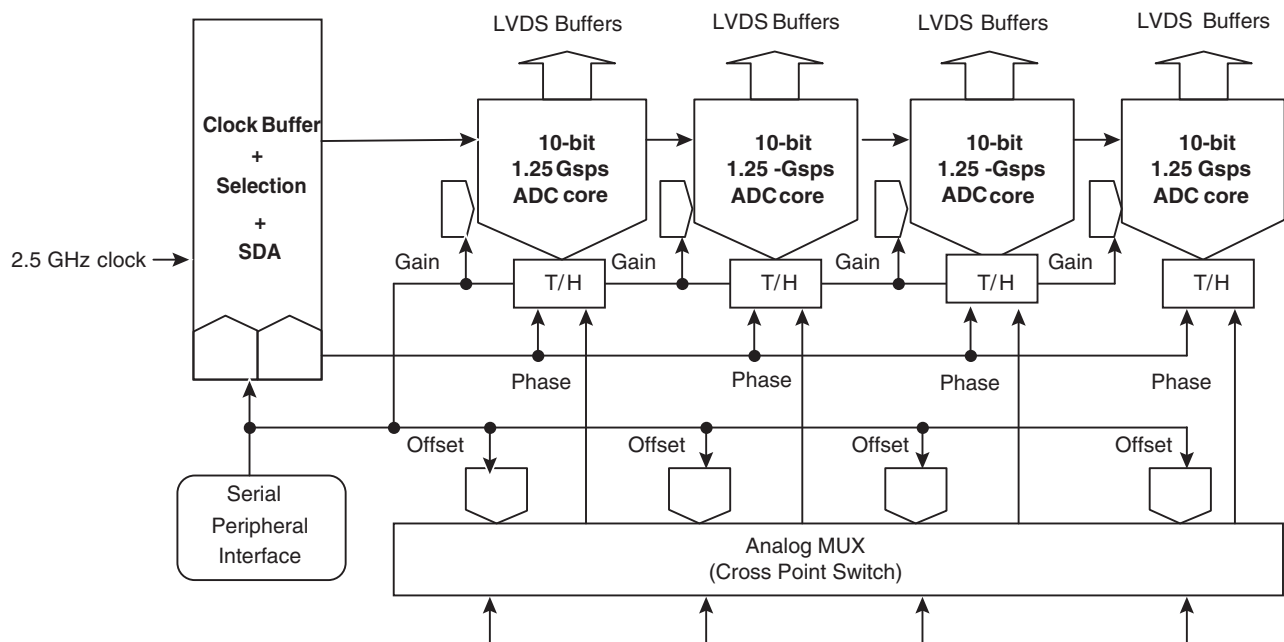 LVDS Buffers
LVDS Buffers
LVDS Buffers
LVDS Buffers
Clock Buffer
+
Selection
+
SDA
10-bit
1.25 Gsps
ADC core
10-bit
1.25 -Gsps
ADC core
10-bit
1.25 -Gsps
ADC core
10-bit
1.25 Gsps
ADC core
2.5 GHz clock
Gain
T/H
Gain
T/H
Gain
T/H
Gain
T/H
Phase
Phase
Phase
Phase
Offset
Offset
Offset
Offset
Serial
Peripheral
Interface
Analog MUX
(Cross Point Switch)